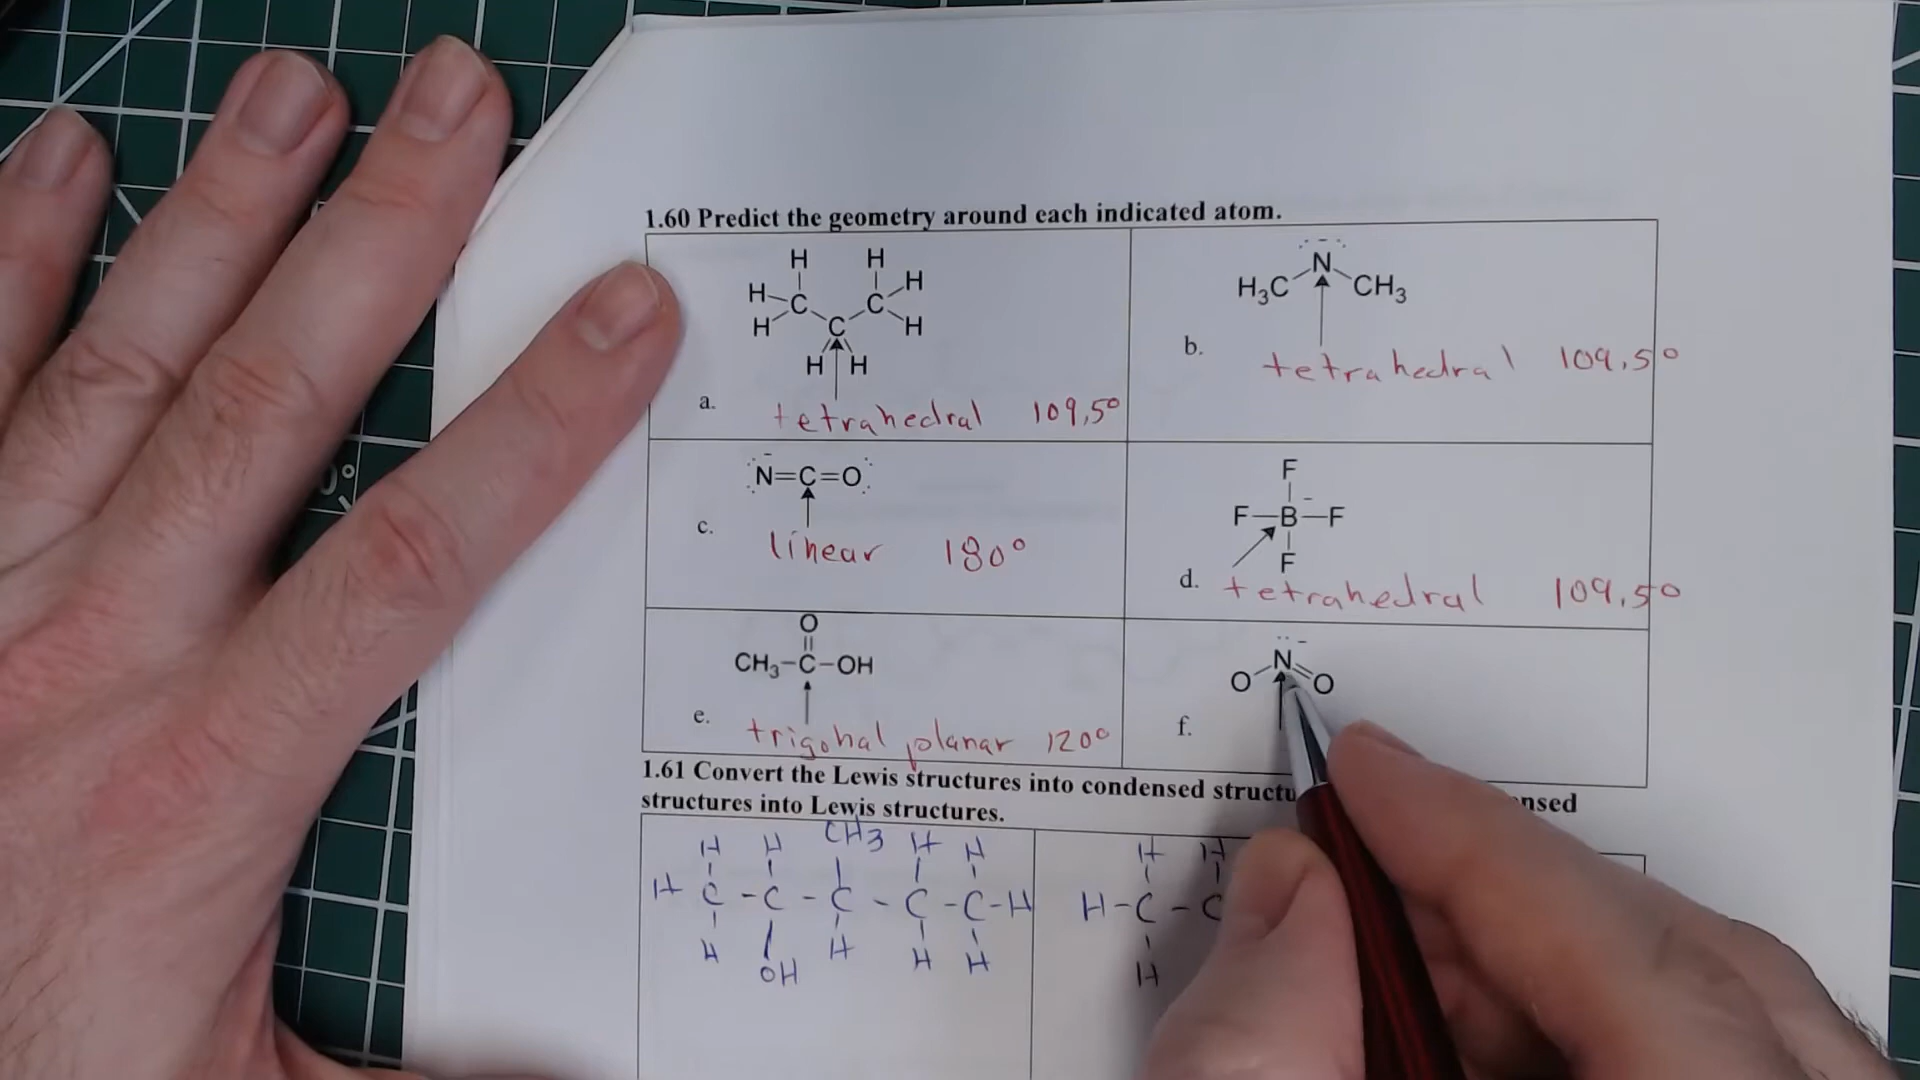 1.60 Predict the geometry around each indicated atom.
H H
H C C H
H C H
H H
a. tetrahedral 109,5°
N
H₃C CH₃
b. tetrahedral 109,5°
N=C=O
c. linear 180°
F
F—B—F
F
d. tetrahedral 109,5°
O
CH₃-C-OH
e. trigonal planar 120°
N
O O
f.
1.61 Convert the Lewis structures into condensed
structures into Lewis structures.
H H CH3 H H
H C - C - C - C - C-H
H OH H H H
H H
H-C-C
H